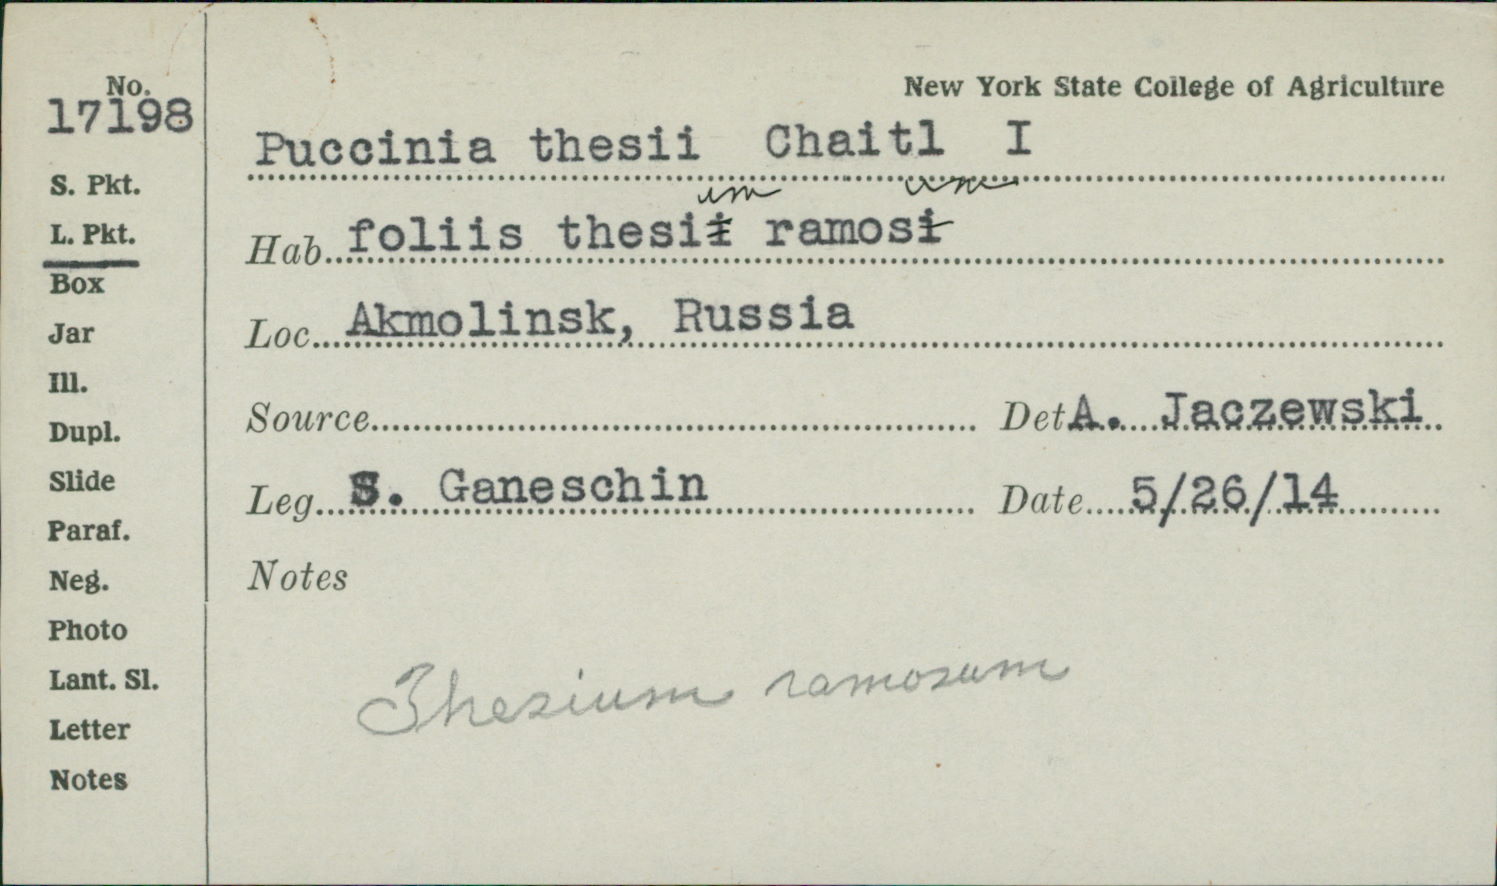 No.
17198
New York State College of Agriculture
Puccinia thesii Chaitl I
um um
Hab. foliis thesii ramosi
Loc. Akmolinsk, Russia
Source
Det. A. Jaczewski
Leg. S. Ganeschin
Date 5/26/14
Notes
Thesium ramosum
S. Pkt.
L. Pkt.
Box
Jar
Ill.
Dupl.
Slide
Paraf.
Neg.
Photo
Lant. Sl.
Letter
Notes